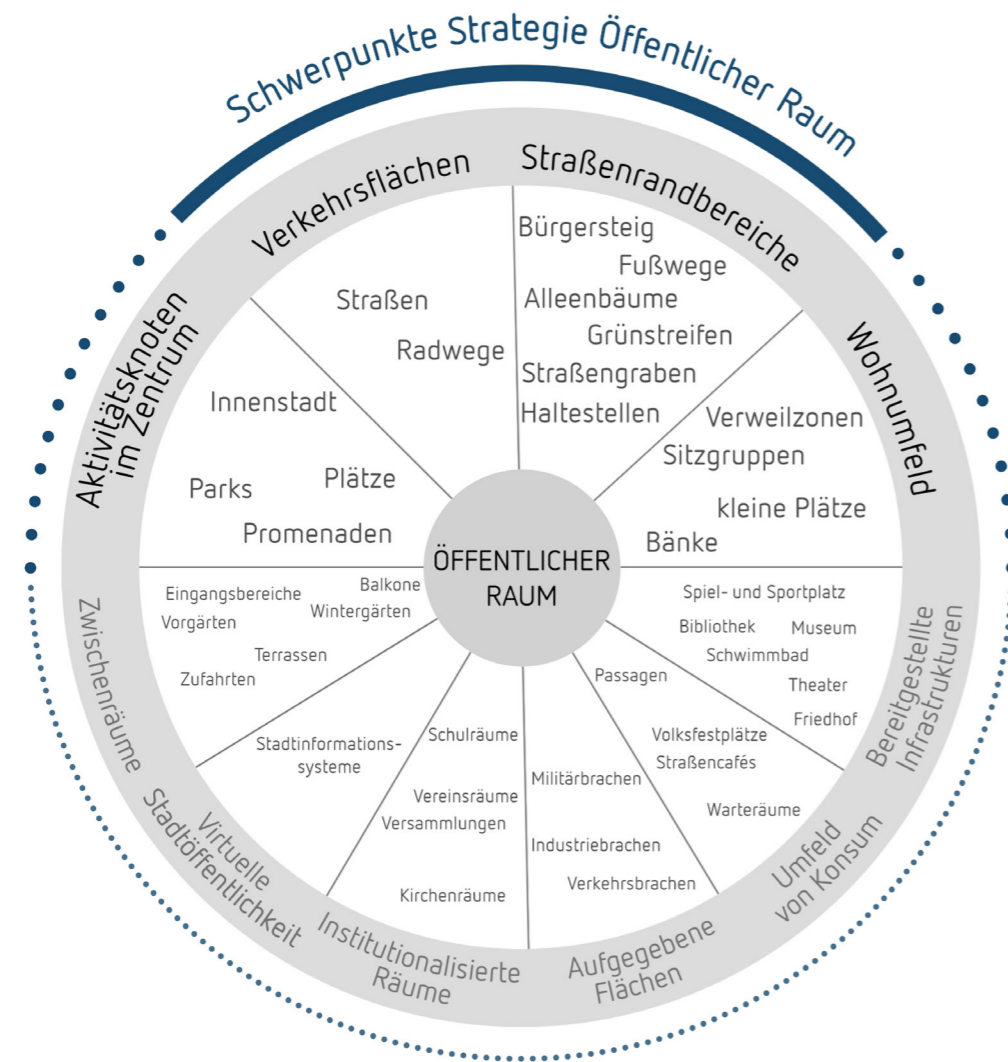 Schwerpunkte Strategie Öffentlicher Raum
Verkehrsflächen
Straßen
Radwege
Straßenrandbereiche
Bürgersteig
Fußwege
Alleenbäume
Grünstreifen
Straßengraben
Haltestellen
Wohnumfeld
Verweilzonen
Sitzgruppen
kleine Plätze
Bänke
Bereitgestellte
Infrastrukturen
Spiel- und Sportplatz
Bibliothek
Museum
Schwimmbad
Theater
Friedhof
Umfeld
von Konsum
Passagen
Volksfestplätze
Straßencafés
Warteräume
Aufgegebene
Flächen
Militärbrachen
Industriebrachen
Verkehrsbrachen
Institutionalisierte
Räume
Schulräume
Vereinsräume
Versammlungen
Kirchenräume
Virtuelle
Stadtöffentlichkeit
Stadtinformations-
systeme
Zwischenräume
Balkone
Eingangsbereiche
Wintergärten
Vorgärten
Terrassen
Zufahrten
Aktivitätsknoten
im Zentrum
Innenstadt
Plätze
Parks
Promenaden
ÖFFENTLICHER
RAUM